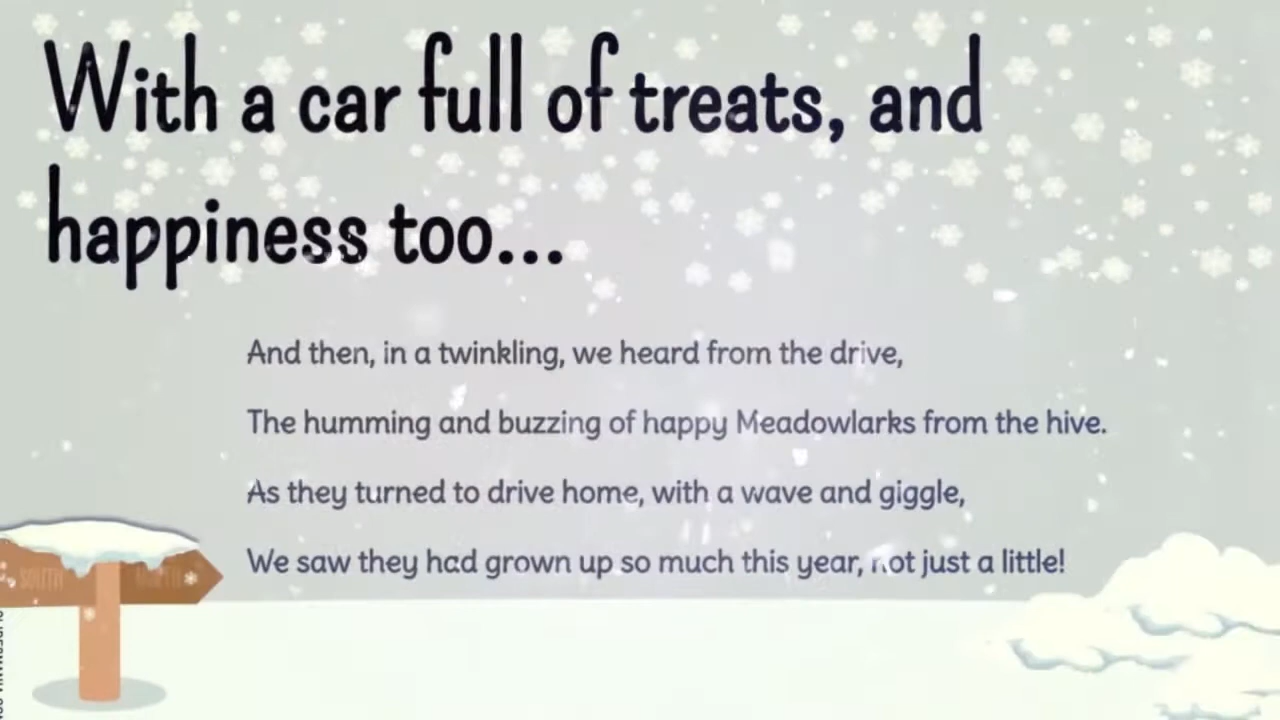 With a car full of treats, and
happiness too...
And then, in a twinkling, we heard from the drive,
The humming and buzzing of happy Meadowlarks from the hive.
As they turned to drive home, with a wave and giggle,
We saw they had grown up so much this year, not just a little!
SOUTH